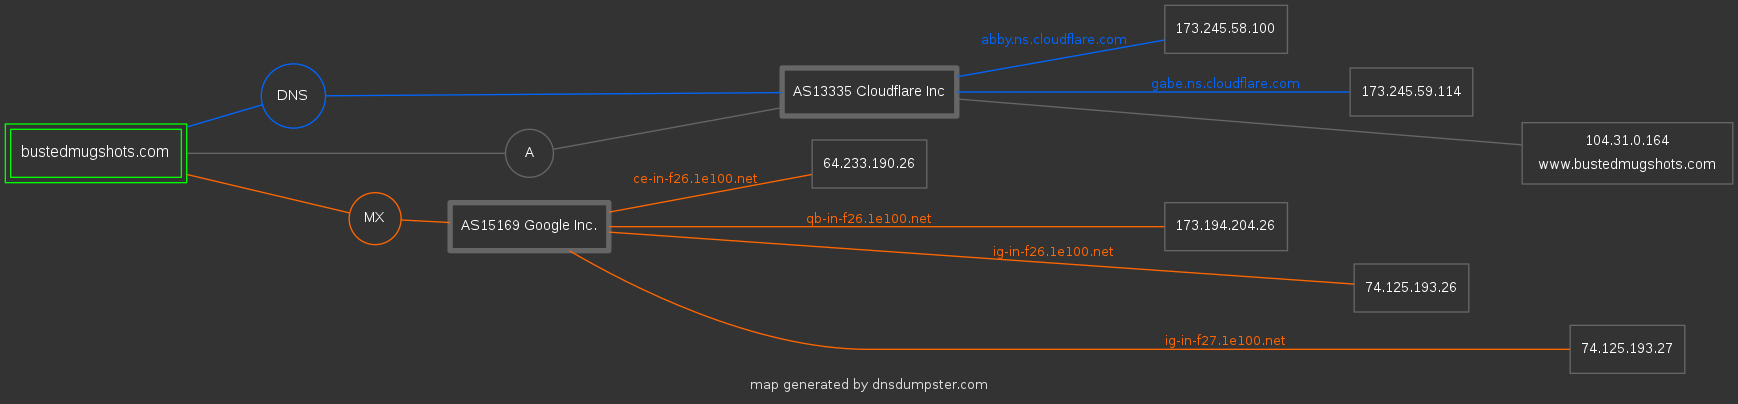 173.245.58.100
abby.ns.cloudflare.com
gabe.ns.cloudflare.com
173.245.59.114
DNS
AS13335 Cloudflare Inc
bustedmugshots.com
A
104.31.0.164
www.bustedmugshots.com
64.233.190.26
ce-in-f26.1e100.net
MX
AS15169 Google Inc.
qb-in-f26.1e100.net
173.194.204.26
ig-in-f26.1e100.net
74.125.193.26
ig-in-f27.1e100.net
74.125.193.27
map generated by dnsdumpster.com